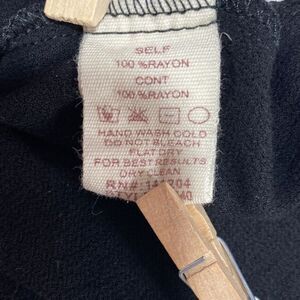 SELF
100 %RAYON
CONT
100 %RAYON
HAND WASH COLD
DO NOT BLEACH
FLAT DRY
FOR BEST RESULTS
DRY CLEAN